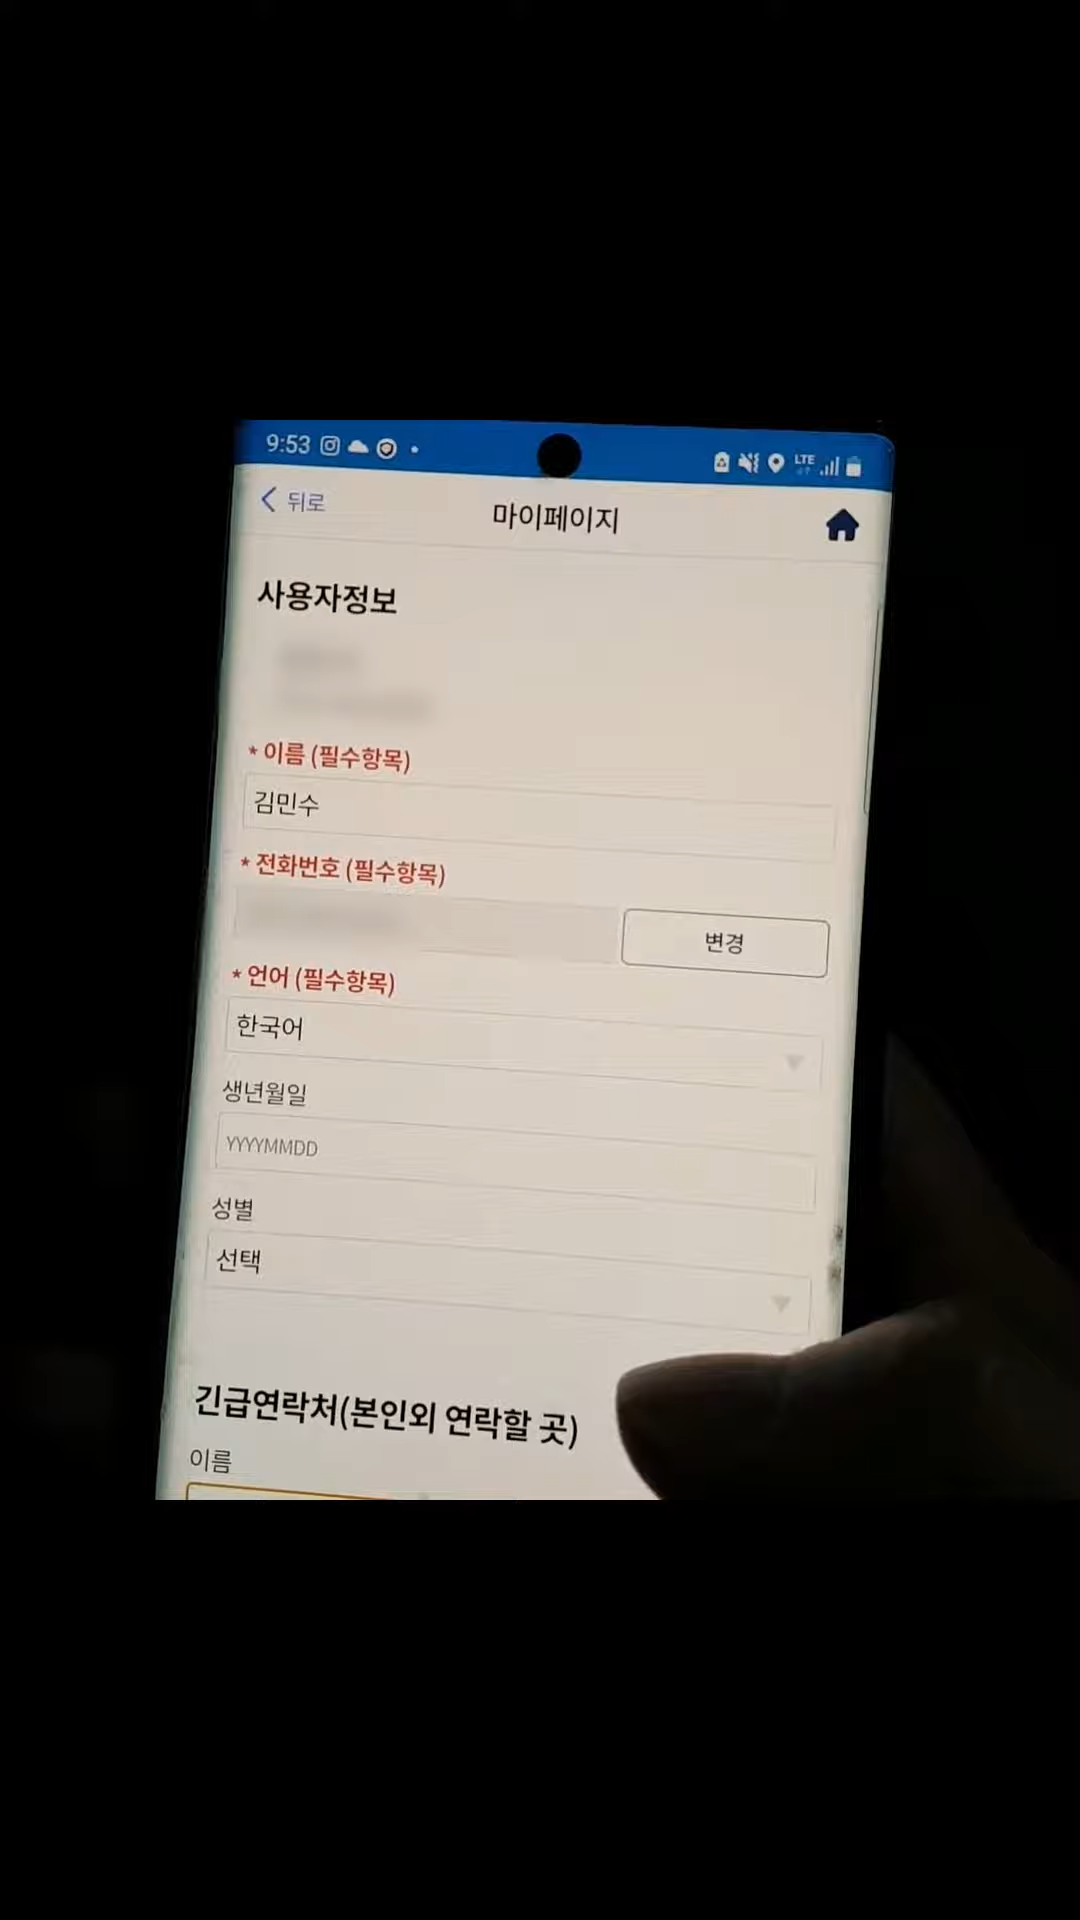 9:53
LTE
뒤로
마이페이지
사용자정보
* 이름 (필수항목)
김민수
* 전화번호 (필수항목)
변경
* 언어 (필수항목)
한국어
생년월일
YYYYMMDD
성별
선택
긴급연락처(본인외 연락할 곳)
이름